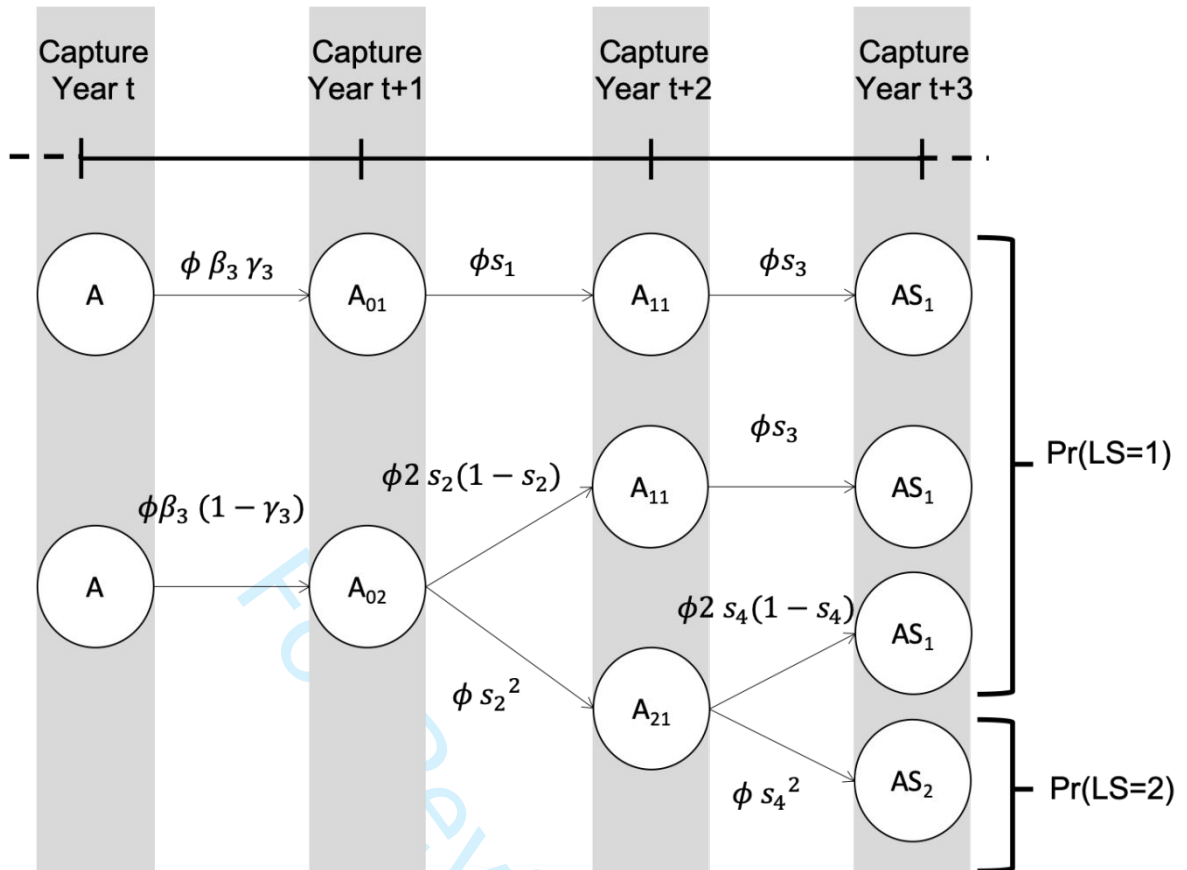 Capture
Year t
Capture
Year t+1
Capture
Year t+2
Capture
Year t+3
A
ϕ β₃ γ₃
A₀₁
ϕs₁
A₁₁
ϕs₃
AS₁
Pr(LS=1)
A
ϕβ₃ (1 − γ₃)
A₀₂
ϕ2 s₂(1 − s₂)
A₁₁
ϕs₃
AS₁
ϕ s₂²
A₂₁
ϕ2 s₄(1 − s₄)
AS₁
ϕ s₄²
AS₂
Pr(LS=2)